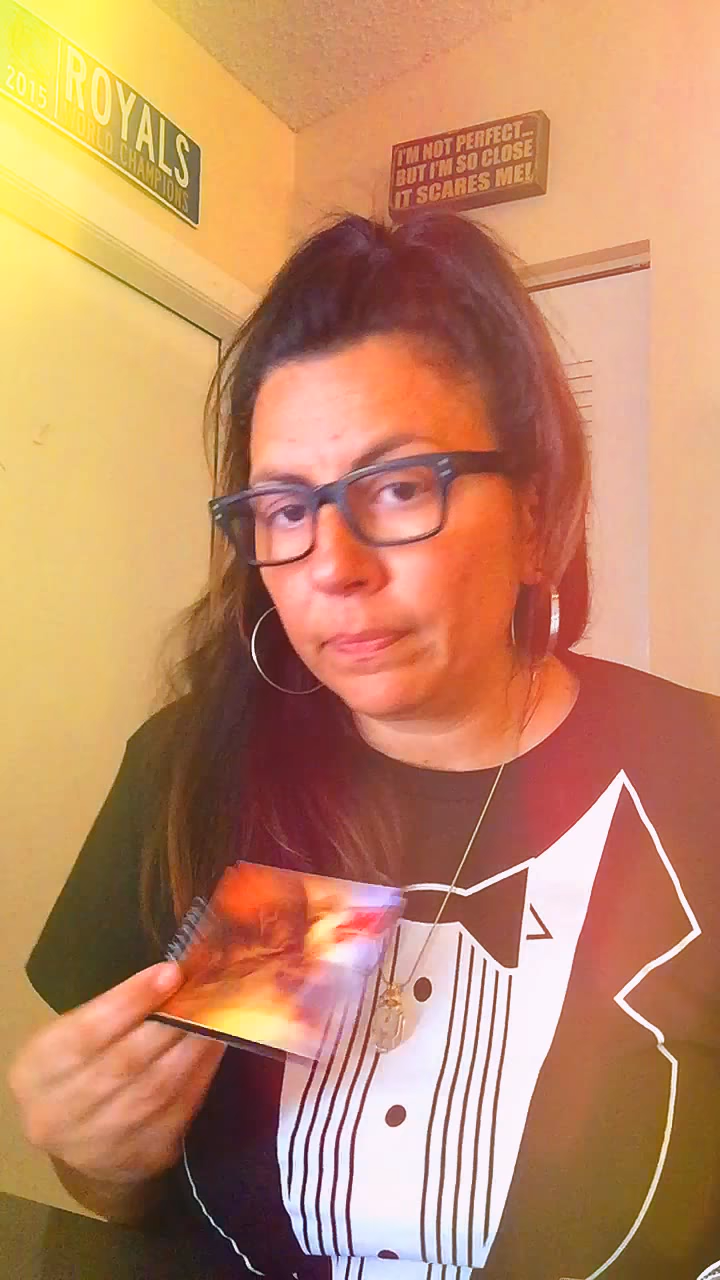 2015 ROYALS
WORLD CHAMPIONS
I'M NOT PERFECT...
BUT I'M SO CLOSE
IT SCARES ME!